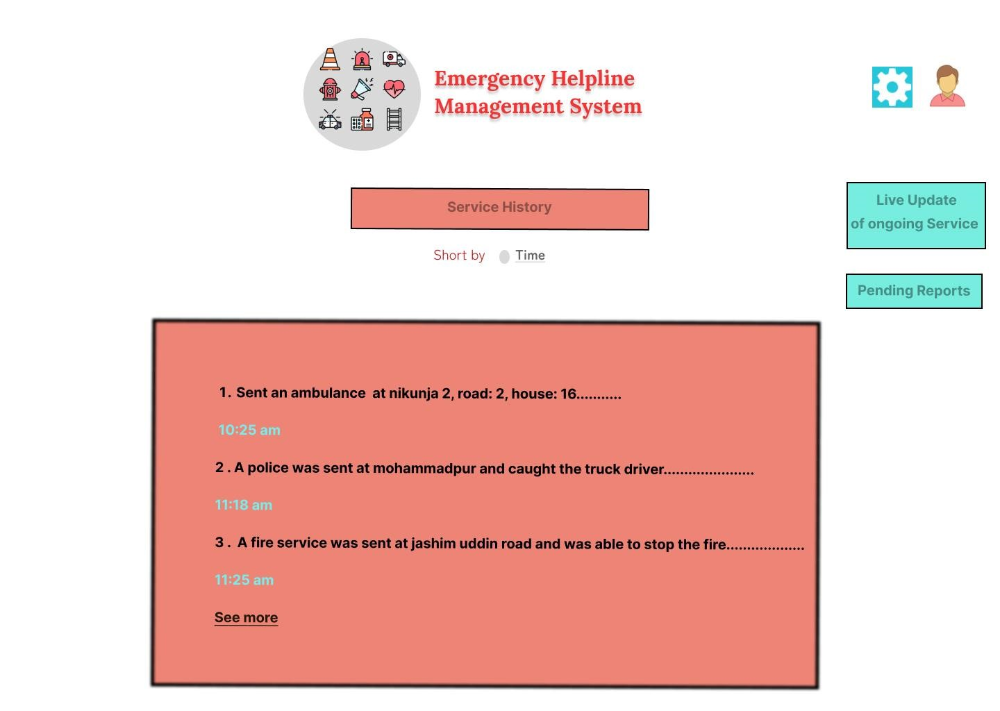 Emergency Helpline
Management System
Service History
Live Update
of ongoing Service
Short by Time
Pending Reports
1. Sent an ambulance  at nikunja 2, road: 2, house: 16...........
10:25 am
2 . A police was sent at mohammadpur and caught the truck driver......................
11:18 am
3 .  A fire service was sent at jashim uddin road and was able to stop the fire...................
11:25 am
See more